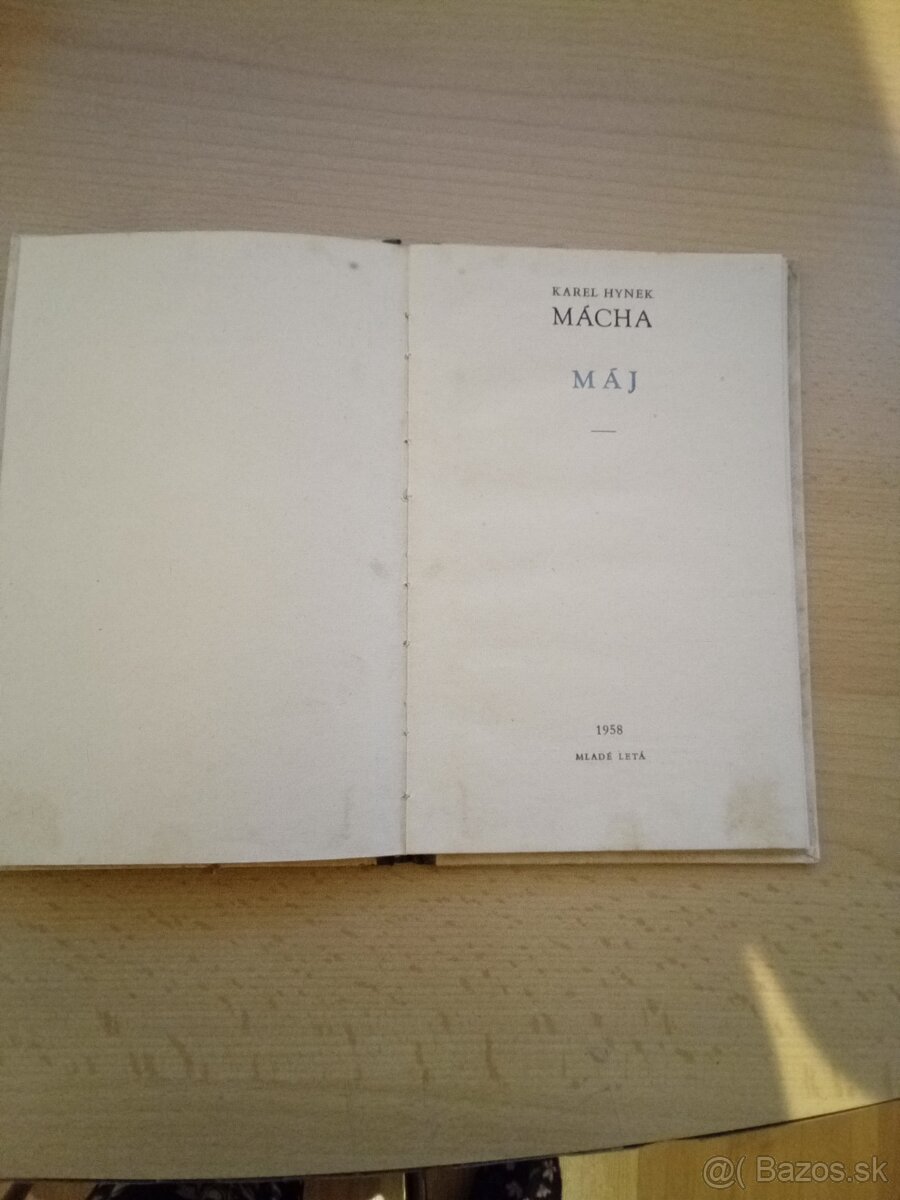 KAREL HYNEK
MÁCHA
MÁJ
1958
MLADÉ LETÁ
@( Bazos.sk